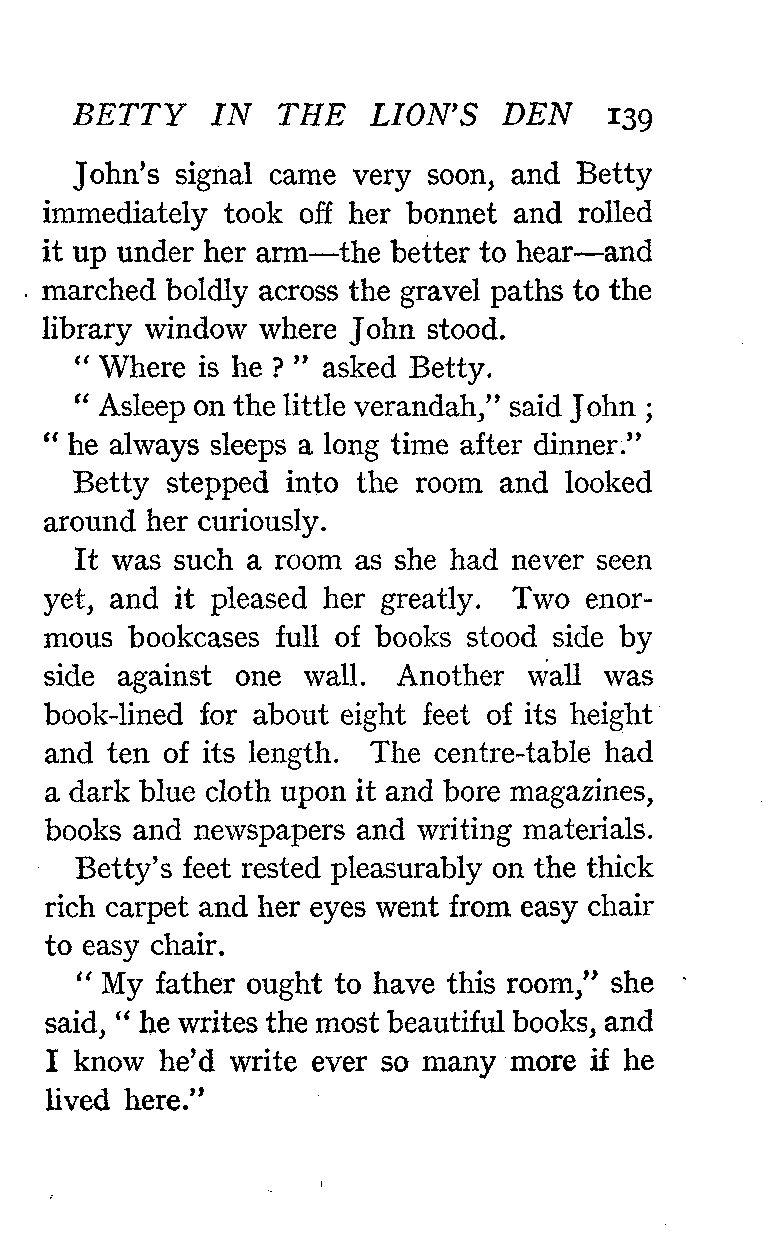 BETTY IN THE LION'S DEN 139
John's signal came very soon, and Betty
immediately took off her bonnet and rolled
it up under her arm—the better to hear—and
marched boldly across the gravel paths to the
library window where John stood.
" Where is he ? " asked Betty.
" Asleep on the little verandah," said John ;
" he always sleeps a long time after dinner."
Betty stepped into the room and looked
around her curiously.
It was such a room as she had never seen
yet, and it pleased her greatly. Two enor-
mous bookcases full of books stood side by
side against one wall. Another wall was
book-lined for about eight feet of its height
and ten of its length. The centre-table had
a dark blue cloth upon it and bore magazines,
books and newspapers and writing materials.
Betty's feet rested pleasurably on the thick
rich carpet and her eyes went from easy chair
to easy chair.
" My father ought to have this room," she
said, " he writes the most beautiful books, and
I know he'd write ever so many more if he
lived here."